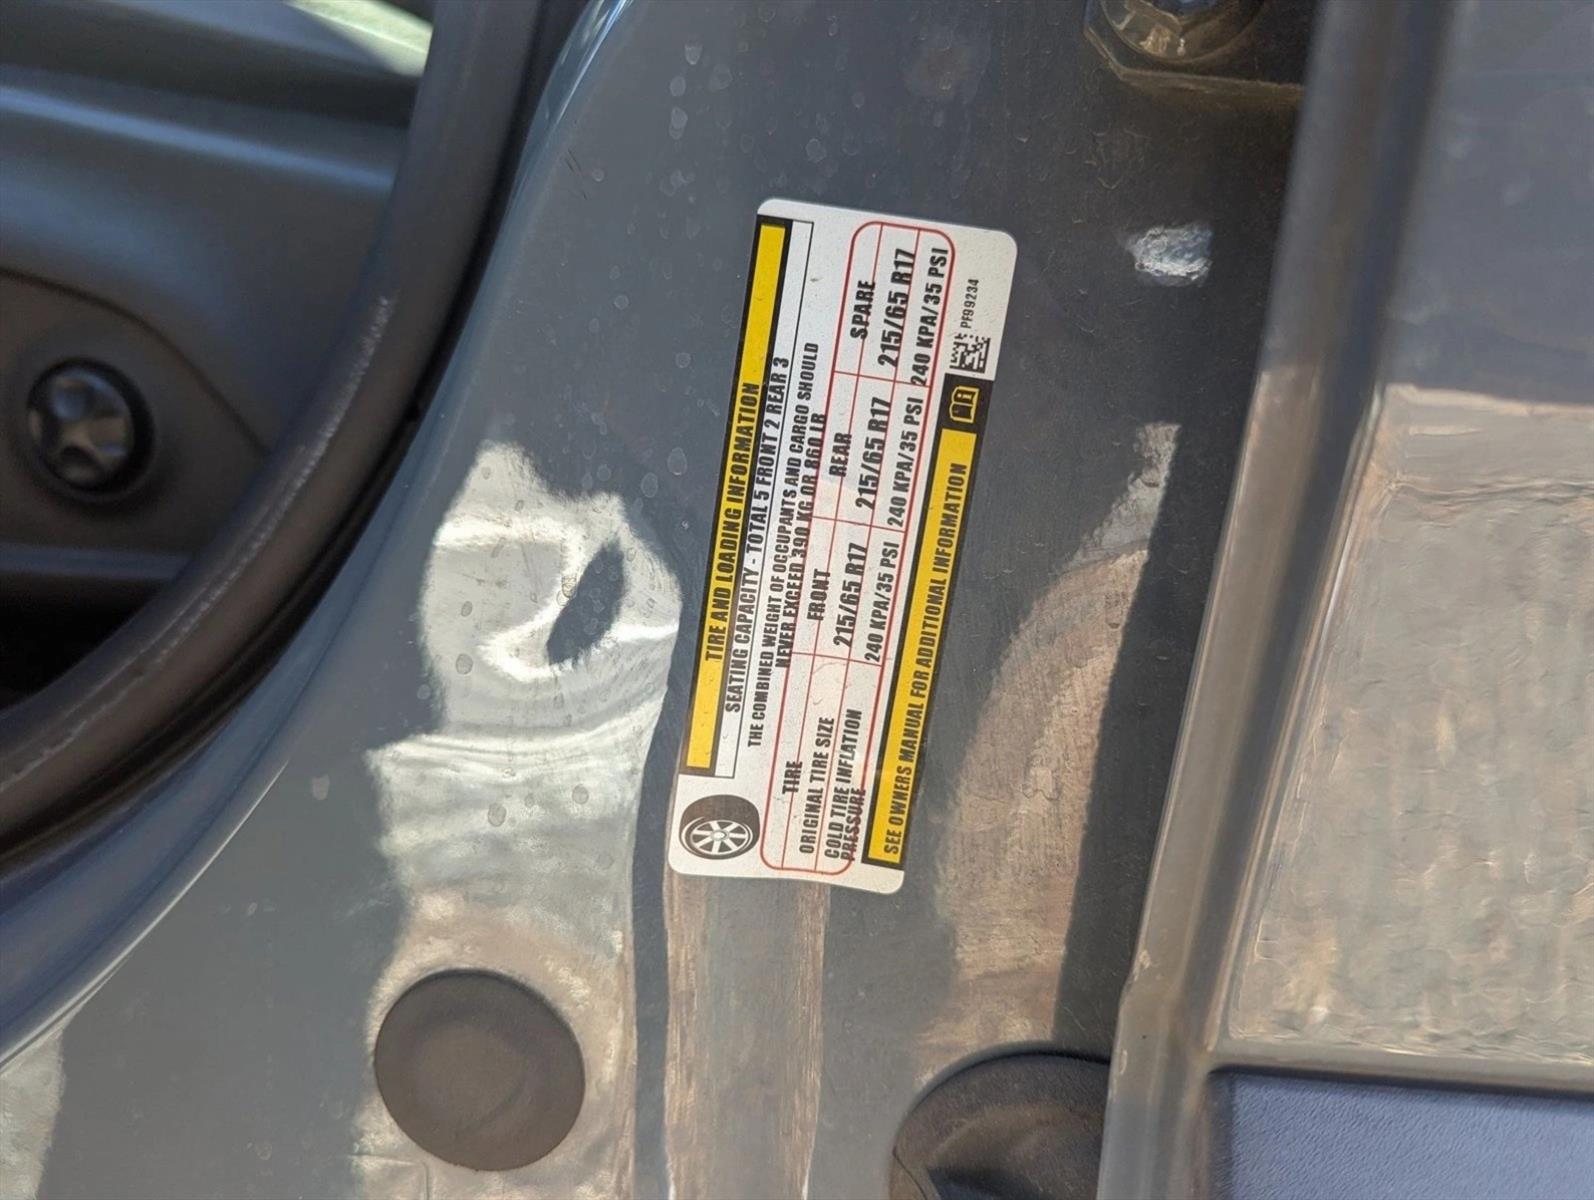 TIRE AND LOADING INFORMATION
SEATING CAPACITY - TOTAL 5 FRONT 2 REAR 3
THE COMBINED WEIGHT OF OCCUPANTS AND CARGO SHOULD
NEVER EXCEED 390 KG OR 860 LB
TIRE FRONT REAR SPARE
ORIGINAL TIRE SIZE 215/65 R17 215/65 R17 215/65 R17
COLD TIRE INFLATION
PRESSURE 240 KPA/35 PSI 240 KPA/35 PSI 240 KPA/35 PSI
SEE OWNERS MANUAL FOR ADDITIONAL INFORMATION
PF99234